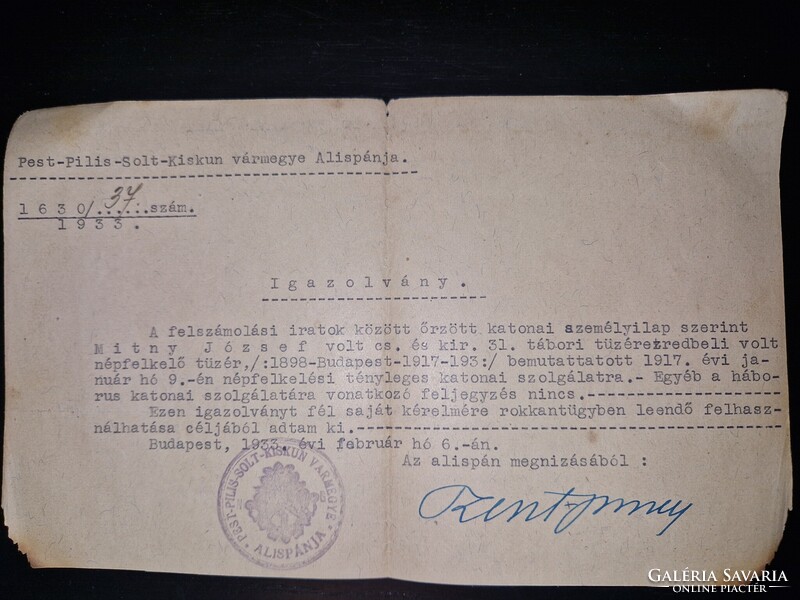 Pest-Pilis-Solt-Kiskun vármegye Alispánja.
1630/.37.:.szám.
1933.
Igazolvány.
A felszámolási iratok között őrzött katonai személyilap szerint
Mitny József volt cs. és kir. 31. tábori tüzérezredbeli volt
népfelkelő tüzér,/:1898-Budapest-1917-193:/ bemutattatott 1917. évi ja-
nuár hó 9.-én népfelkelési tényleges katonai szolgálatra.- Egyéb a hábo-
rus katonai szolgálatára vonatkozó feljegyzés nincs.
Ezen igazolványt fél saját kérelmére rokkantügyben leendő felhasz-
nálhatása céljából adtam ki.
Budapest, 1933. évi február hó 6.-án.
Az alispán megnizásából :
PEST-PILIS-SOLT-KISKUN VÁRMEGYE
ALISPÁNJA
GALÉRIA SAVARIA
ONLINE PIACTÉR